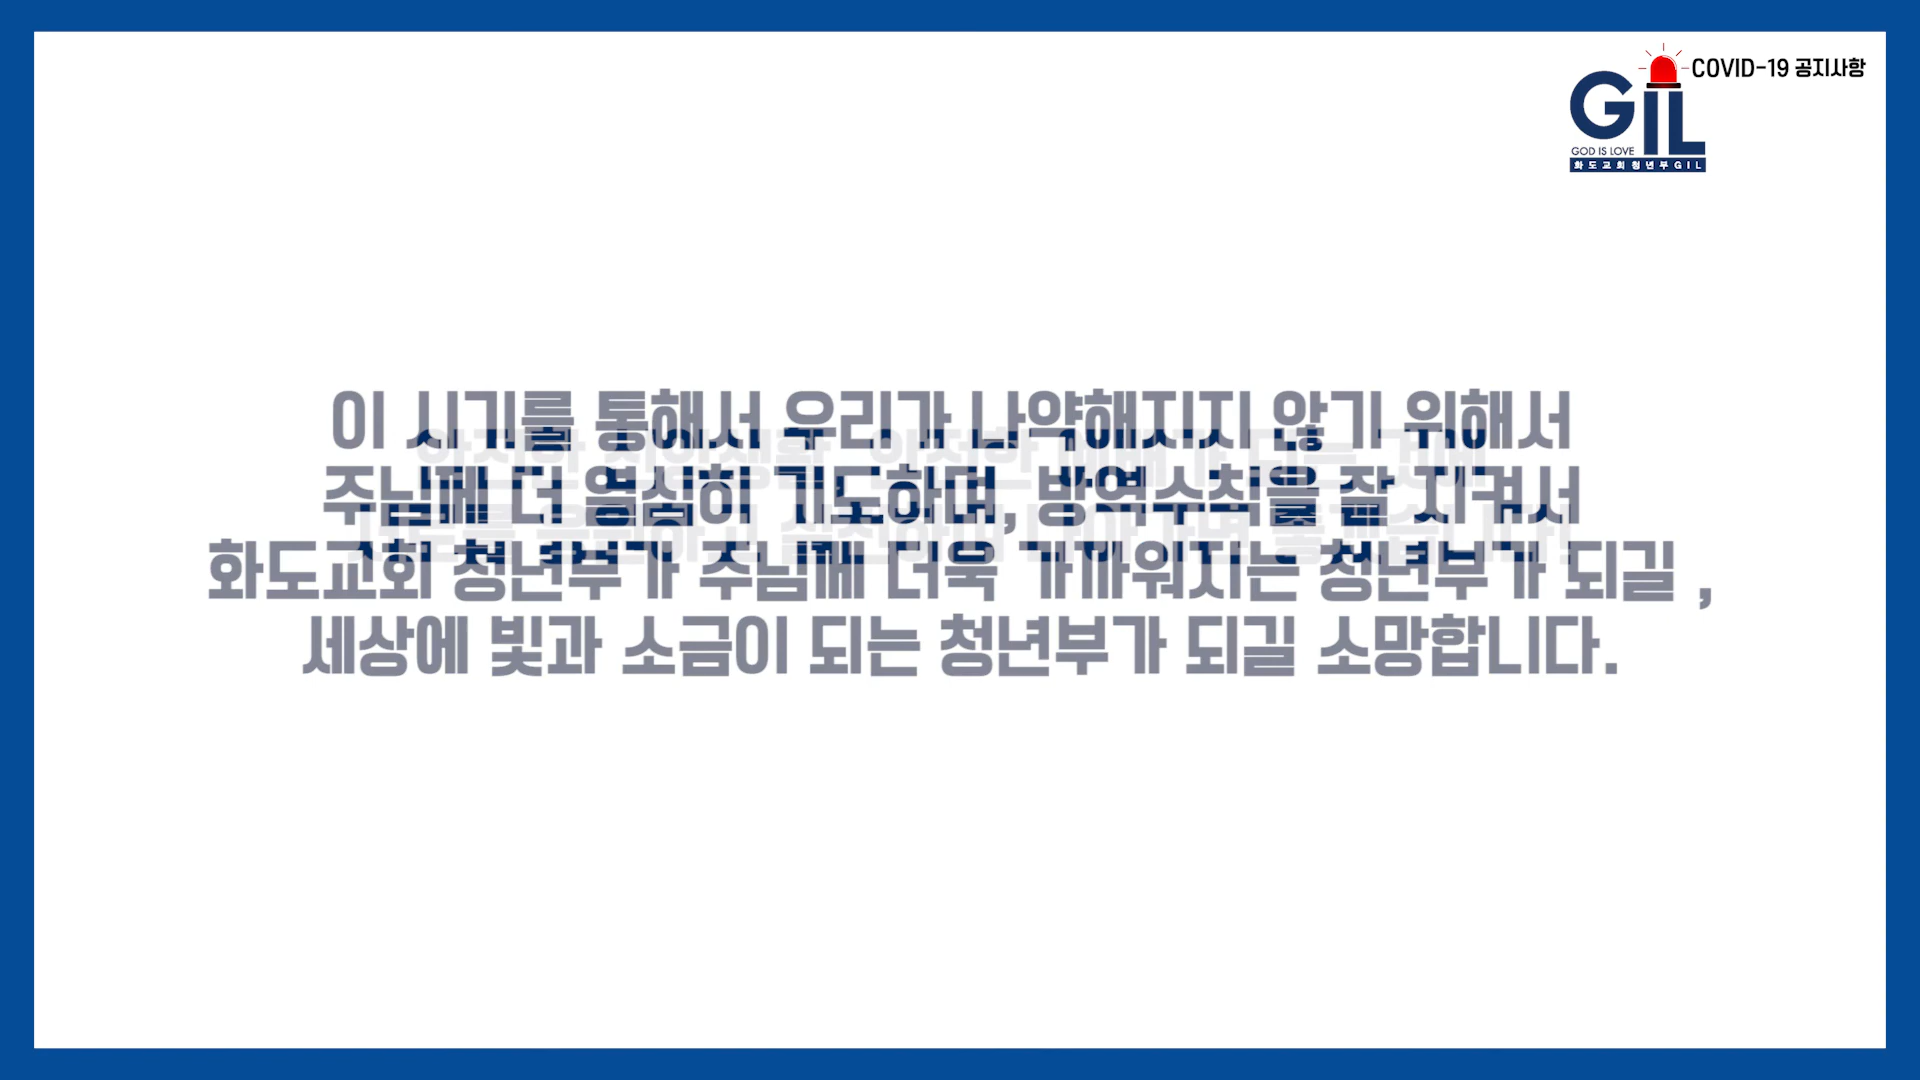 COVID-19 공지사항
GIL
GOD IS LOVE
화도교회청년부GIL
이 시기를 통해서 우리가 나약해지지 않기 위해서
주님께 더 열심히 기도하며, 방역수칙을 잘 지켜서
화도교회 청년부가 주님께 더욱 가까워지는 청년부가 되길 ,
세상에 빛과 소금이 되는 청년부가 되길 소망합니다.